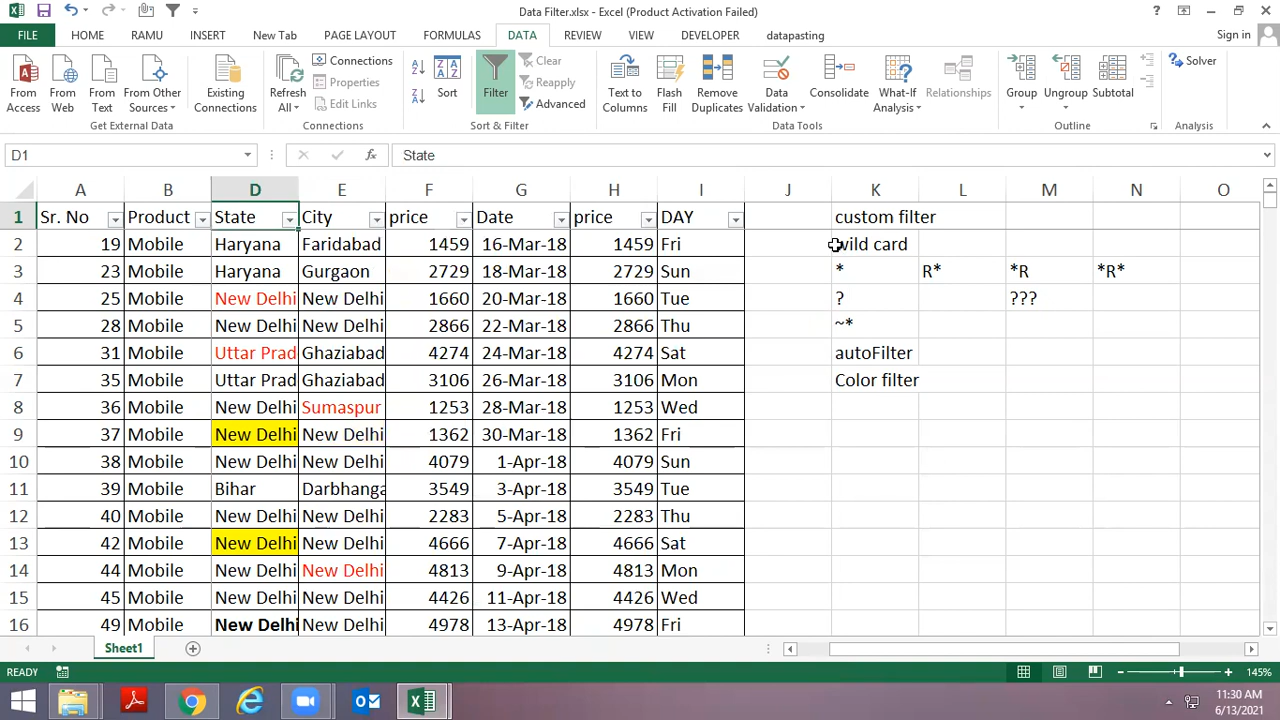 Data Filter.xlsx - Excel (Product Activation Failed)
FILE HOME RAMU INSERT New Tab PAGE LAYOUT FORMULAS DATA REVIEW VIEW DEVELOPER datapasting Sign in
From Access
From Web
From Text
From Other Sources
Get External Data
Existing Connections
Refresh All
Connections
Properties
Edit Links
Connections
Sort
Filter
Clear
Reapply
Advanced
Sort & Filter
Text to Columns
Flash Fill
Remove Duplicates
Data Validation
Consolidate
What-If Analysis
Relationships
Data Tools
Group
Ungroup
Subtotal
Outline
Solver
Analysis
D1 fx State
A B D E F G H I J K L M N O
1 Sr. No Product State City price Date price DAY custom filter
2 19 Mobile Haryana Faridabad 1459 16-Mar-18 1459 Fri wild card
3 23 Mobile Haryana Gurgaon 2729 18-Mar-18 2729 Sun * R* *R *R*
4 25 Mobile New Delhi New Delhi 1660 20-Mar-18 1660 Tue ? ???
5 28 Mobile New Delhi New Delhi 2866 22-Mar-18 2866 Thu ~*
6 31 Mobile Uttar Prad Ghaziabad 4274 24-Mar-18 4274 Sat autoFilter
7 35 Mobile Uttar Prad Ghaziabad 3106 26-Mar-18 3106 Mon Color filter
8 36 Mobile New Delhi Sumaspur 1253 28-Mar-18 1253 Wed
9 37 Mobile New Delhi New Delhi 1362 30-Mar-18 1362 Fri
10 38 Mobile New Delhi New Delhi 4079 1-Apr-18 4079 Sun
11 39 Mobile Bihar Darbhanga 3549 3-Apr-18 3549 Tue
12 40 Mobile New Delhi New Delhi 2283 5-Apr-18 2283 Thu
13 42 Mobile New Delhi New Delhi 4666 7-Apr-18 4666 Sat
14 44 Mobile New Delhi New Delhi 4813 9-Apr-18 4813 Mon
15 45 Mobile New Delhi New Delhi 4426 11-Apr-18 4426 Wed
16 49 Mobile New Delhi New Delhi 4978 13-Apr-18 4978 Fri
Sheet1
READY 145%
11:30 AM
6/13/2021